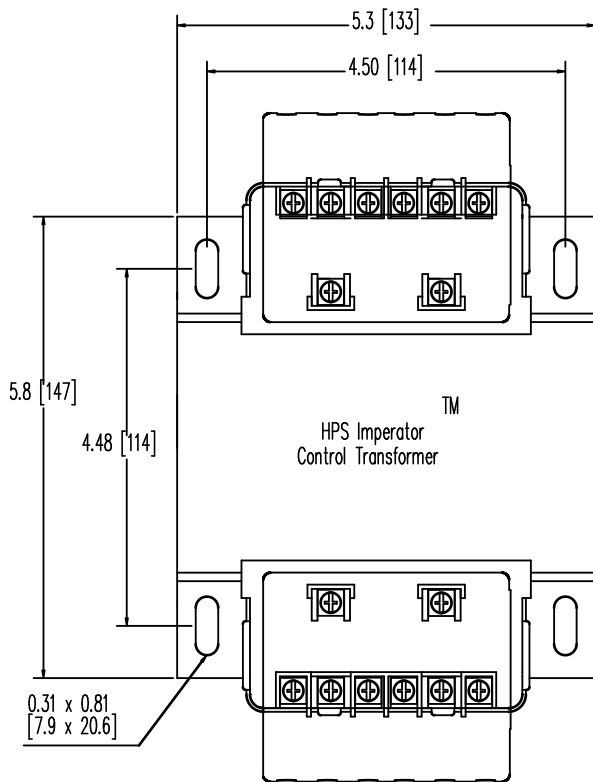 5.3 [133]
4.50 [114]
5.8 [147]
4.48 [114]
TM
HPS Imperator
Control Transformer
0.31 x 0.81
[7.9 x 20.6]